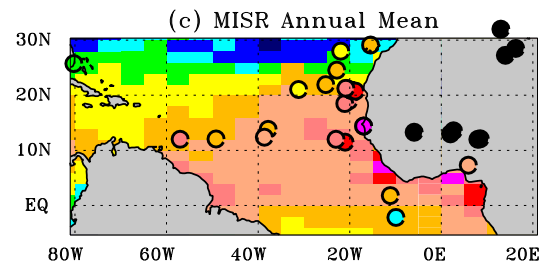 (c) MISR Annual Mean
30N
20N
10N
EQ
80W 60W 40W 20W 0E 20E